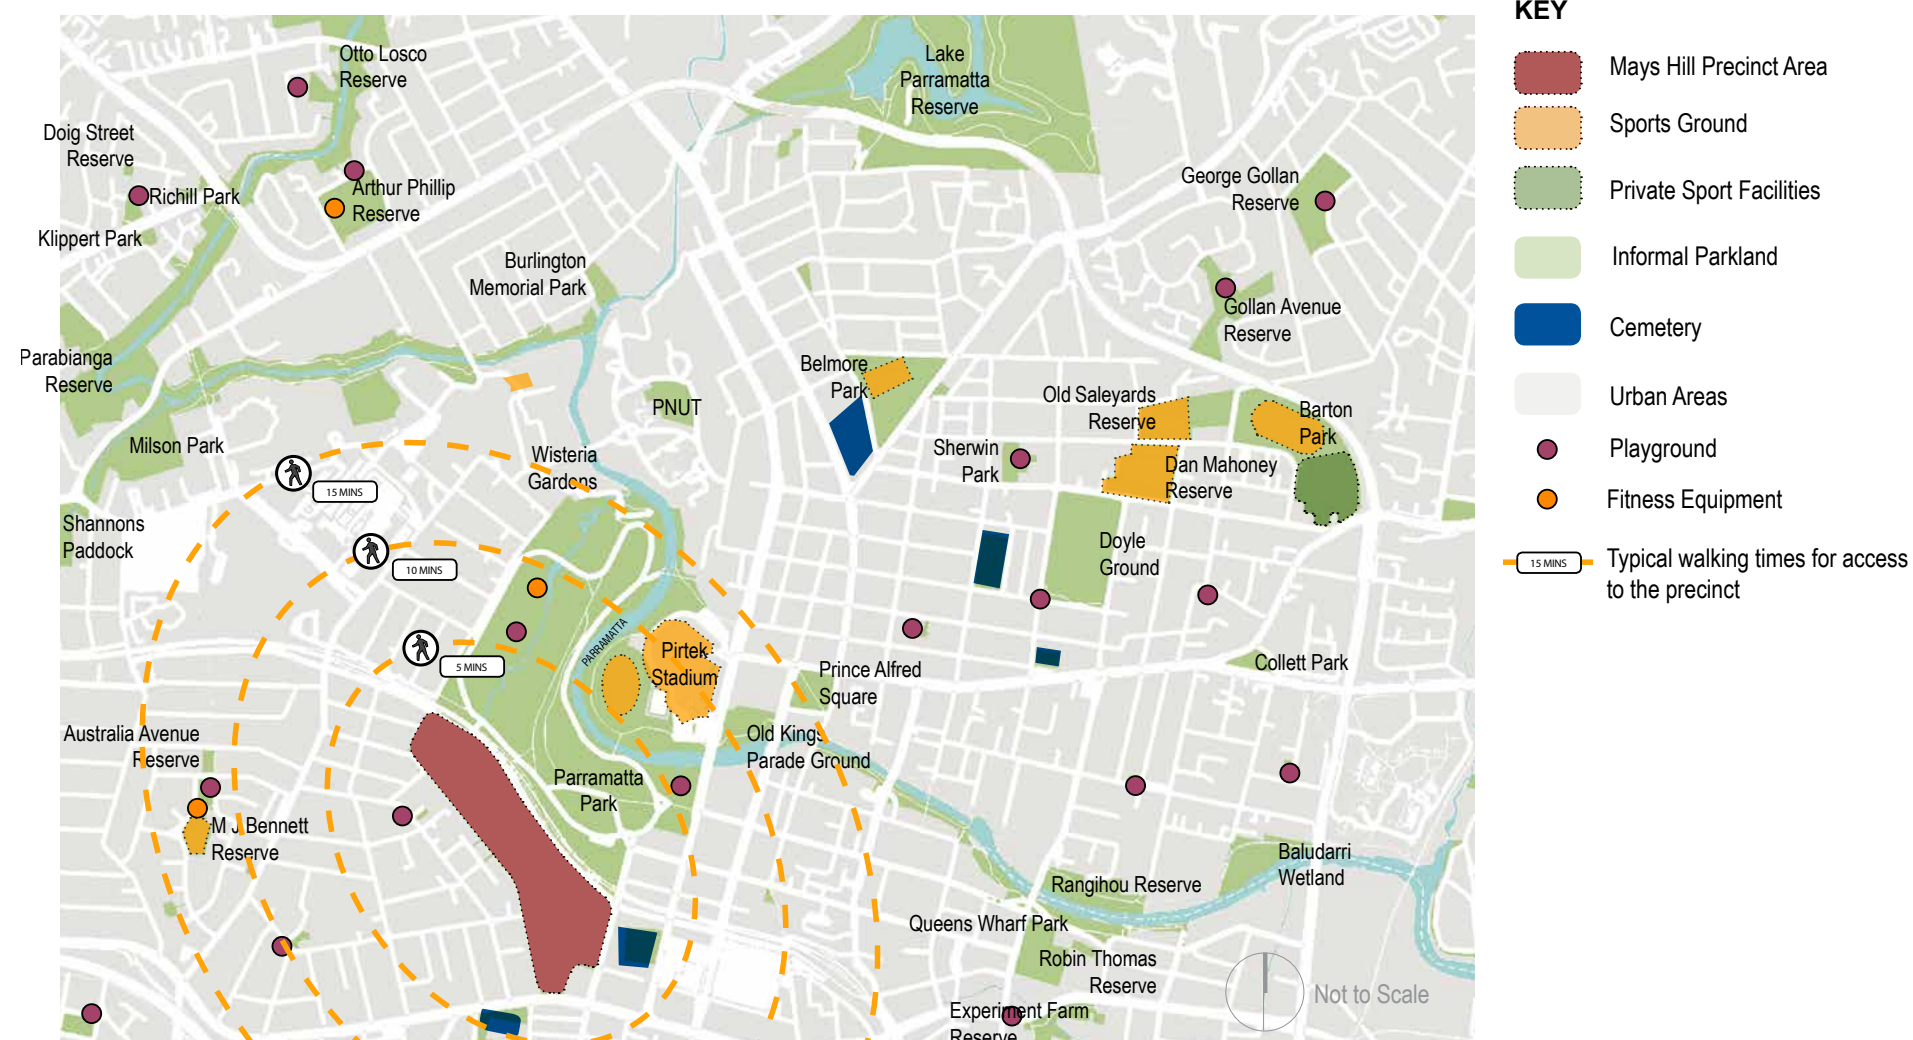 KEY
Mays Hill Precinct Area
Sports Ground
Private Sport Facilities
Informal Parkland
Cemetery
Urban Areas
Playground
Fitness Equipment
15 MINS
Typical walking times for access
to the precinct
Otto Losco
Reserve
Lake
Parramatta
Reserve
Doig Street
Reserve
Richill Park
Arthur Phillip
Reserve
Klippert Park
George Gollan
Reserve
Burlington
Memorial Park
Gollan Avenue
Reserve
Parabianga
Reserve
Belmore
Park
PNUT
Old Saleyards
Reserve
Barton
Park
Milson Park
Wisteria
Gardens
Sherwin
Park
Dan Mahoney
Reserve
15 MINS
Shannons
Paddock
10 MINS
Doyle
Ground
5 MINS
PARRAMATTA
Pirtek
Stadium
Prince Alfred
Square
Collett Park
Australia Avenue
Reserve
Old Kings
Parade Ground
Parramatta
Park
M J Bennett
Reserve
Baludarri
Wetland
Rangihou Reserve
Queens Wharf Park
Robin Thomas
Reserve
Experiment Farm
Reserve
Not to Scale